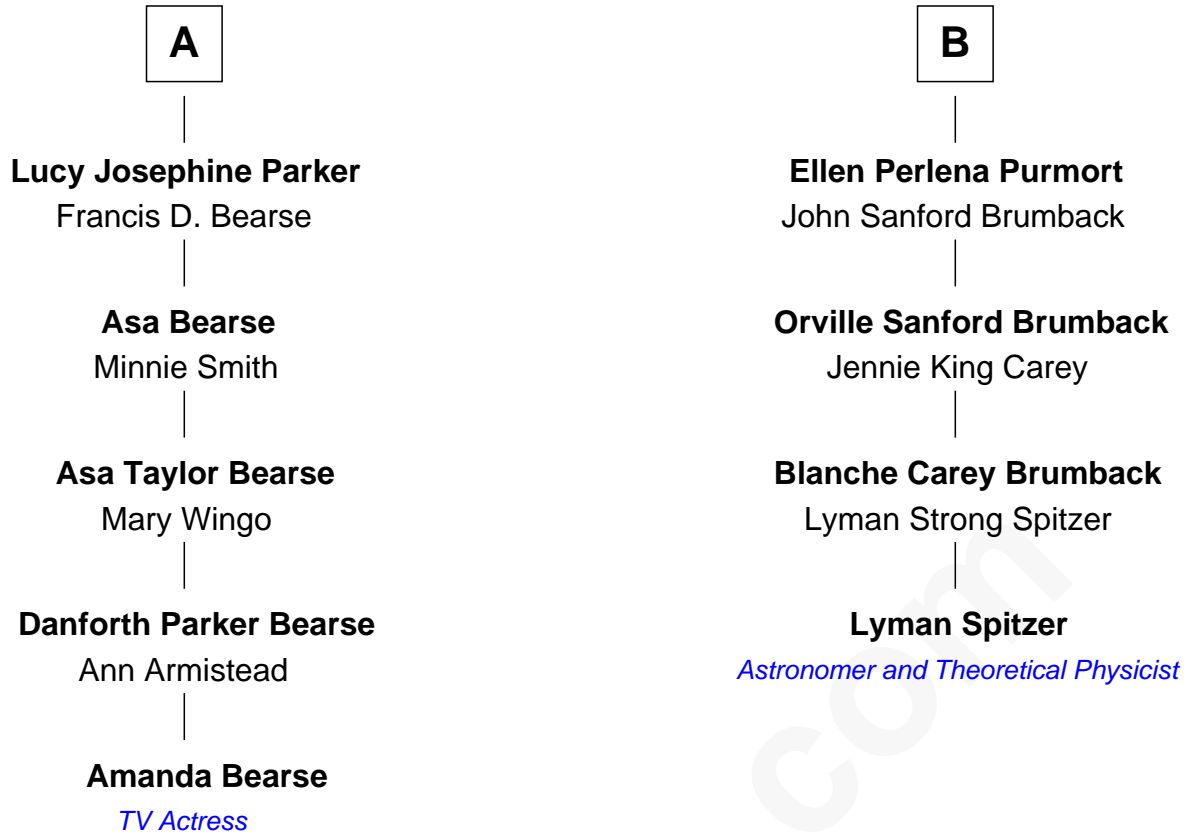 A
Lucy Josephine Parker
Francis D. Bearse
Asa Bearse
Minnie Smith
Asa Taylor Bearse
Mary Wingo
Danforth Parker Bearse
Ann Armistead
Amanda Bearse
TV Actress
B
Ellen Perlena Purmort
John Sanford Brumback
Orville Sanford Brumback
Jennie King Carey
Blanche Carey Brumback
Lyman Strong Spitzer
Lyman Spitzer
Astronomer and Theoretical Physicist
com